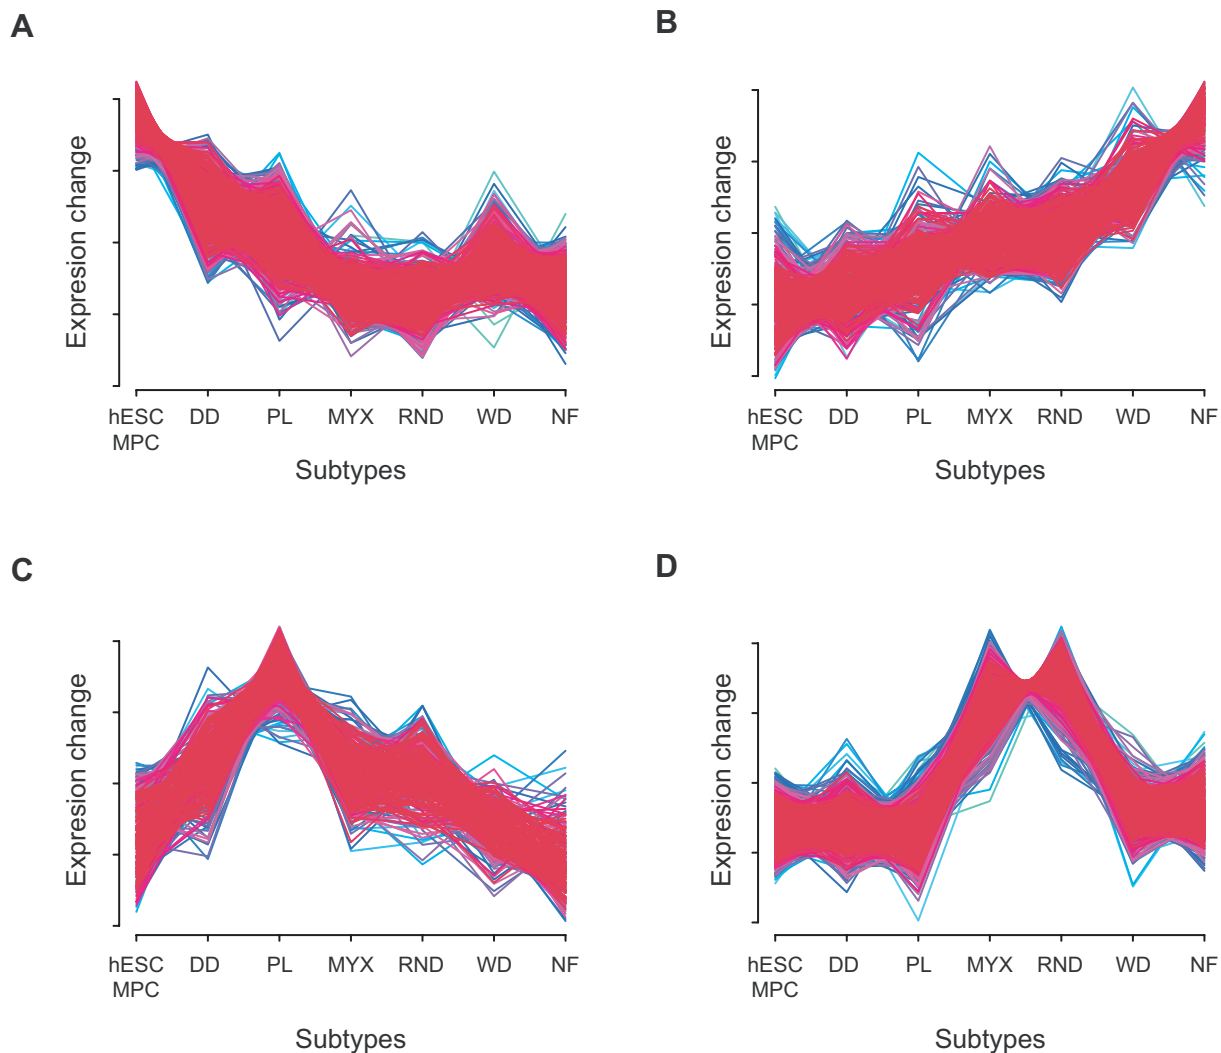 A
Expresion change
hESC DD PL MYX RND WD NF
MPC
Subtypes
B
Expresion change
hESC DD PL MYX RND WD NF
MPC
Subtypes
C
Expresion change
hESC DD PL MYX RND WD NF
MPC
Subtypes
D
Expresion change
hESC DD PL MYX RND WD NF
MPC
Subtypes